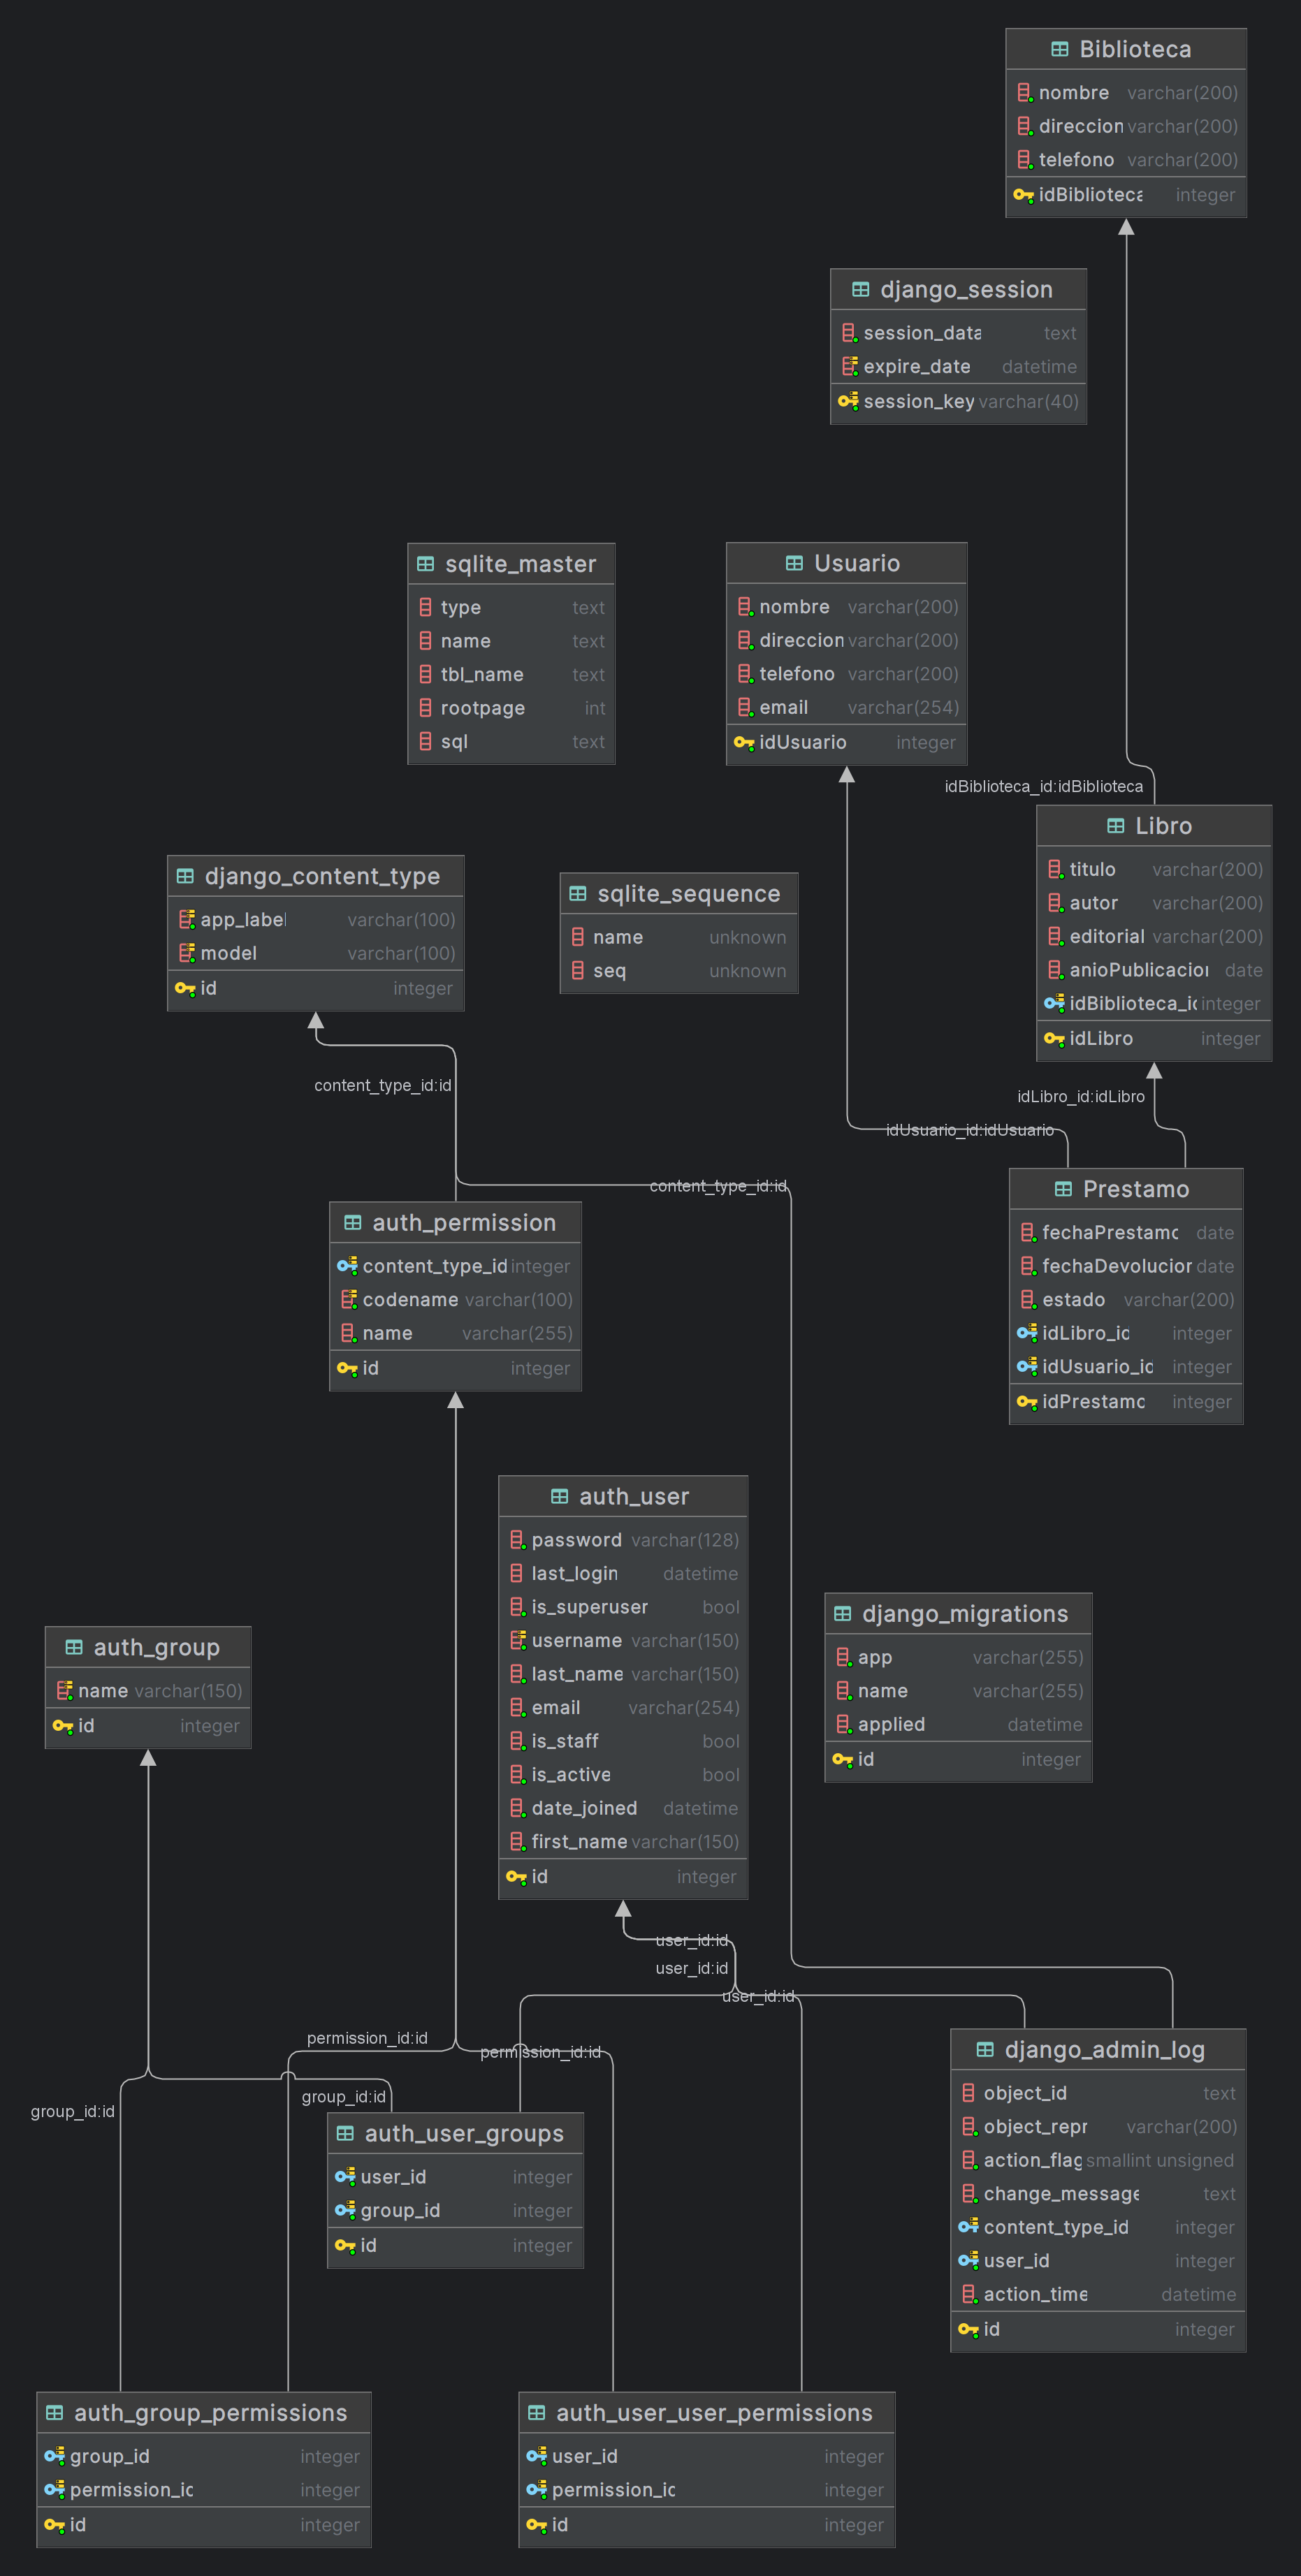 Biblioteca
nombre varchar(200)
direccion varchar(200)
telefono varchar(200)
idBiblioteca integer
django_session
session_data text
expire_date datetime
session_key varchar(40)
sqlite_master
type text
name text
tbl_name text
rootpage int
sql text
Usuario
nombre varchar(200)
direccion varchar(200)
telefono varchar(200)
email varchar(254)
idUsuario integer
idBiblioteca_id:idBiblioteca
Libro
titulo varchar(200)
autor varchar(200)
editorial varchar(200)
anioPublicacion date
idBiblioteca_id integer
idLibro integer
django_content_type
app_label varchar(100)
model varchar(100)
id integer
sqlite_sequence
name unknown
seq unknown
content_type_id:id
idLibro_id:idLibro
idUsuario_id:idUsuario
content_type_id:id
Prestamo
fechaPrestamo date
fechaDevolucion date
estado varchar(200)
idLibro_id integer
idUsuario_id integer
idPrestamo integer
auth_permission
content_type_id integer
codename varchar(100)
name varchar(255)
id integer
auth_user
password varchar(128)
last_login datetime
is_superuser bool
username varchar(150)
last_name varchar(150)
email varchar(254)
is_staff bool
is_active bool
date_joined datetime
first_name varchar(150)
id integer
django_migrations
app varchar(255)
name varchar(255)
applied datetime
id integer
auth_group
name varchar(150)
id integer
user_id:id
user_id:id
user_id:id
permission_id:id
permission_id:id
group_id:id
group_id:id
django_admin_log
object_id text
object_repr varchar(200)
action_flag smallint unsigned
change_message text
content_type_id integer
user_id integer
action_time datetime
id integer
auth_user_groups
user_id integer
group_id integer
id integer
auth_group_permissions
group_id integer
permission_id integer
id integer
auth_user_user_permissions
user_id integer
permission_id integer
id integer